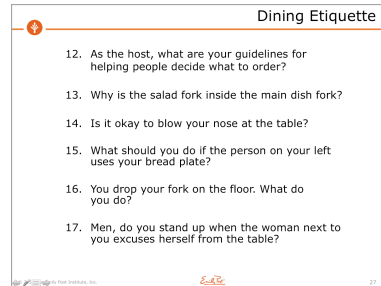 Dining Etiquette
12. As the host, what are your guidelines for
helping people decide what to order?
13. Why is the salad fork inside the main dish fork?
14. Is it okay to blow your nose at the table?
15. What should you do if the person on your left
uses your bread plate?
16. You drop your fork on the floor. What do
you do?
17. Men, do you stand up when the woman next to
you excuses herself from the table?
Post Institute, Inc.
27